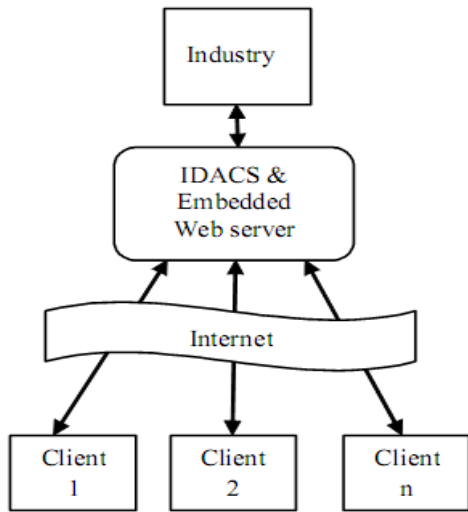 Industry
IDACS &
Embedded
Web server
Internet
Client
1
Client
2
Client
n